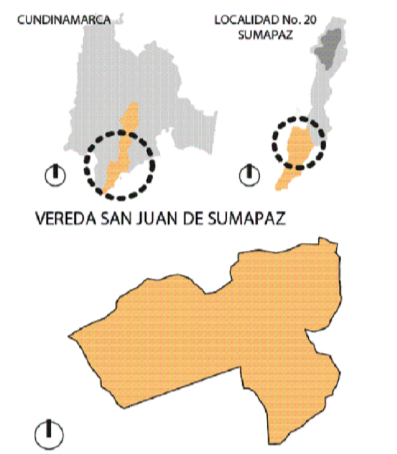 CUNDINAMARCA
LOCALIDAD No. 20
SUMAPAZ
VEREDA SAN JUAN DE SUMAPAZ